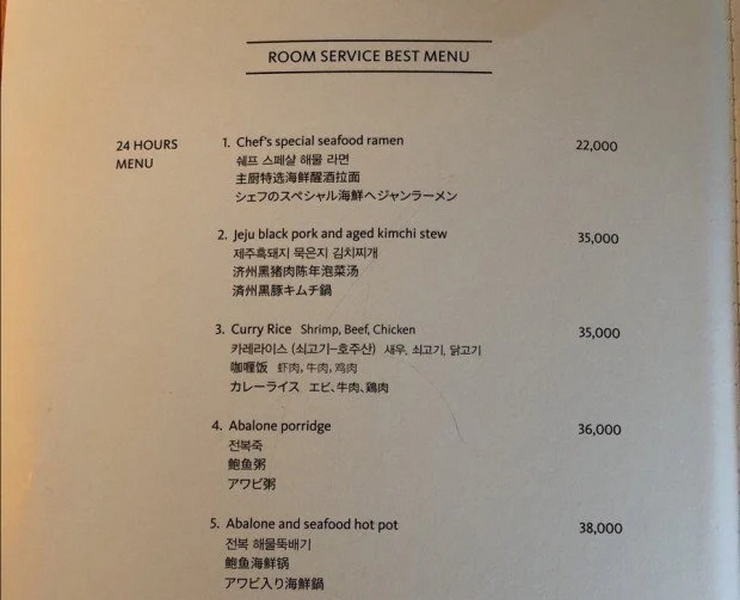 ROOM SERVICE BEST MENU
24 HOURS
MENU
1. Chef's special seafood ramen 22,000
쉐프 스페샬 해물 라면
主厨特选海鲜醒酒拉面
シェフのスペシャル海鮮ヘジャンラーメン
2. Jeju black pork and aged kimchi stew 35,000
제주흑돼지 묵은지 김치찌개
济州黑猪肉陈年泡菜汤
済州黒豚キムチ鍋
3. Curry Rice Shrimp, Beef, Chicken 35,000
카레라이스 (쇠고기–호주산) 새우, 쇠고기, 닭고기
咖喱饭 虾肉, 牛肉, 鸡肉
カレーライス エビ、牛肉、鶏肉
4. Abalone porridge 36,000
전복죽
鲍鱼粥
アワビ粥
5. Abalone and seafood hot pot 38,000
전복 해물뚝배기
鲍鱼海鲜锅
アワビ入り海鮮鍋